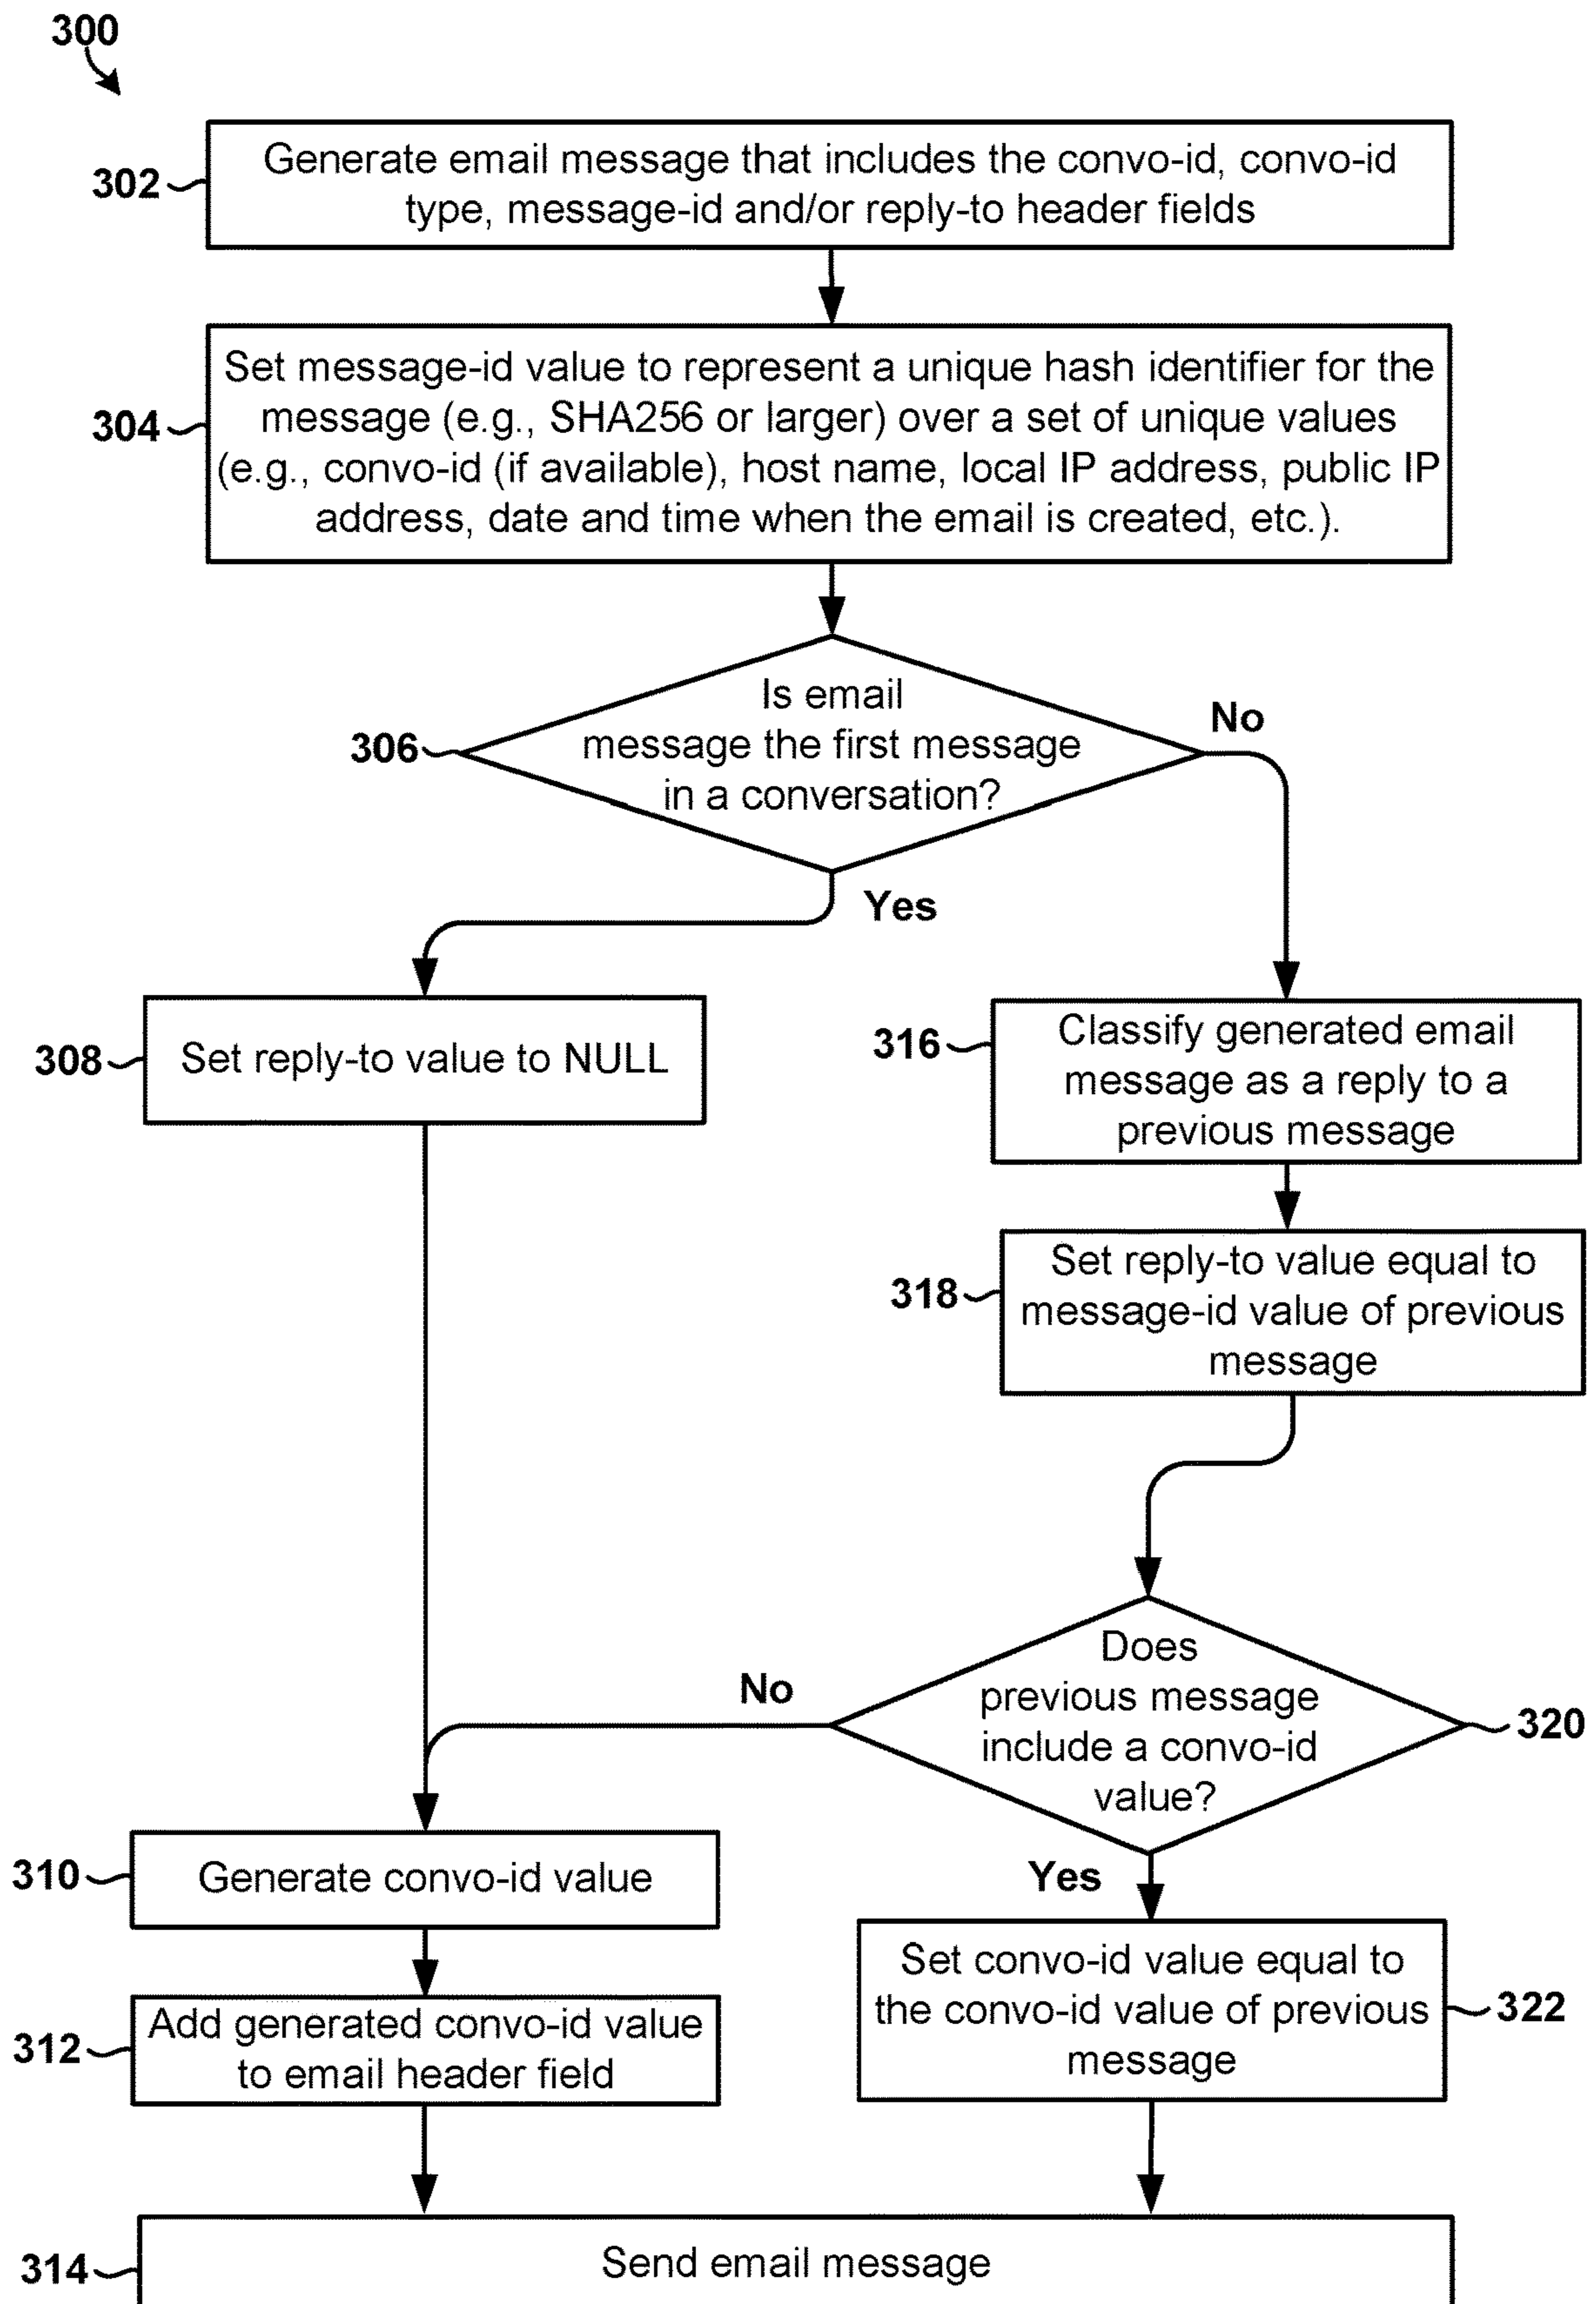 300
302
Generate email message that includes the convo-id, convo-id
type, message-id and/or reply-to header fields
304
Set message-id value to represent a unique hash identifier for the
message (e.g., SHA256 or larger) over a set of unique values
(e.g., convo-id (if available), host name, local IP address, public IP
address, date and time when the email is created, etc.).
306
Is email
message the first message
in a conversation?
No
Yes
308
Set reply-to value to NULL
316
Classify generated email
message as a reply to a
previous message
318
Set reply-to value equal to
message-id value of previous
message
320
Does
previous message
include a convo-id
value?
No
Yes
310
Generate convo-id value
312
Add generated convo-id value
to email header field
322
Set convo-id value equal to
the convo-id value of previous
message
314
Send email message